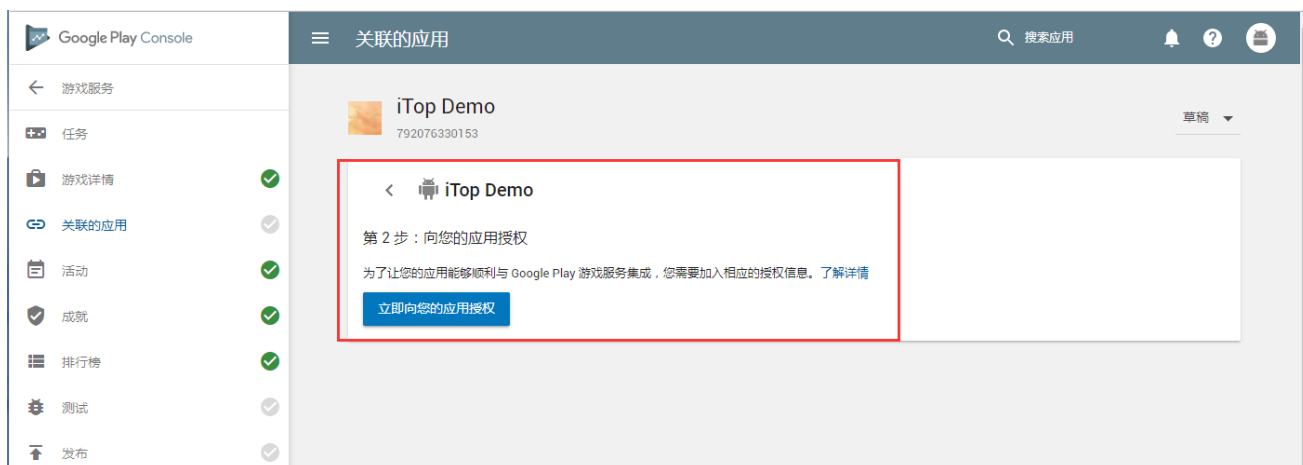 Google Play Console
关联的应用
搜索应用
游戏服务
iTop Demo
792076330153
草稿
任务
游戏详情
关联的应用
活动
成就
排行榜
测试
发布
iTop Demo
第 2 步：向您的应用授权
为了让您的应用能够顺利与 Google Play 游戏服务集成，您需要加入相应的授权信息。了解详情
立即向您的应用授权